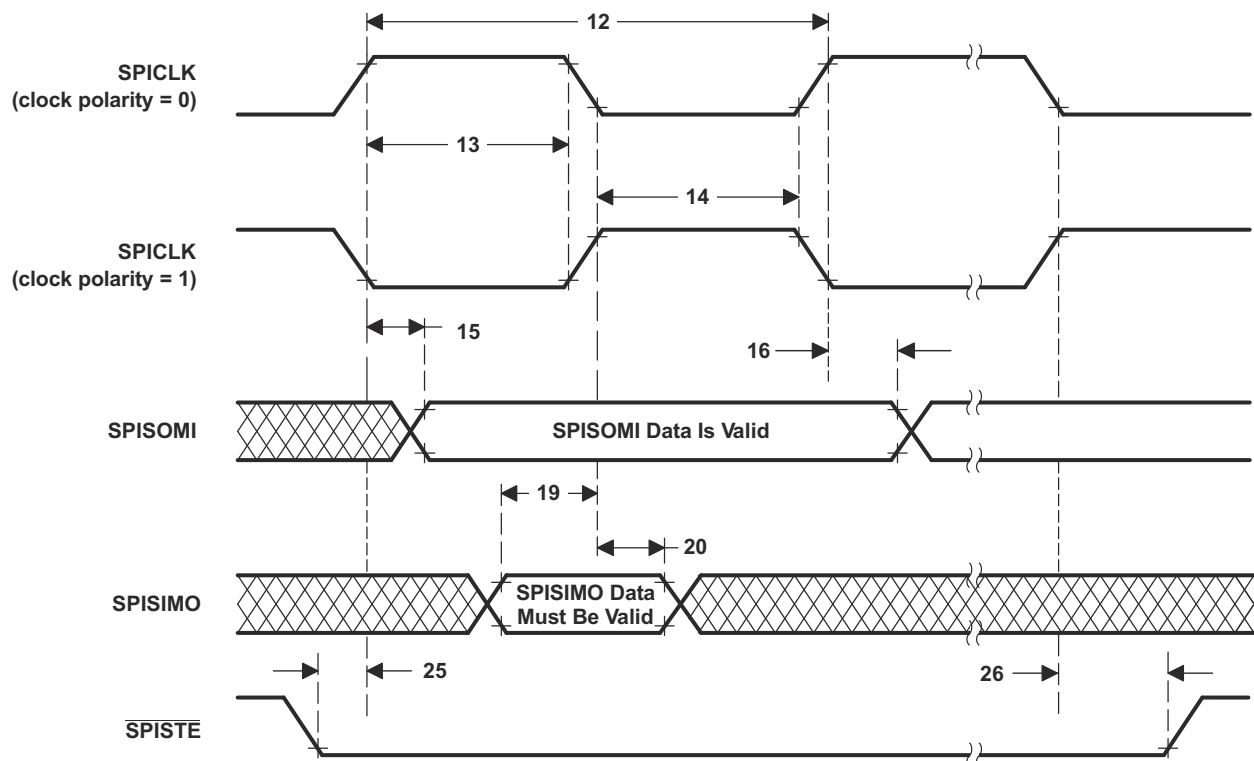 12
SPICLK
(clock polarity = 0)
13
14
SPICLK
(clock polarity = 1)
15
16
SPISOMI
SPISOMI Data Is Valid
19
20
SPISIMO
SPISIMO Data
Must Be Valid
25
26
SPISTE